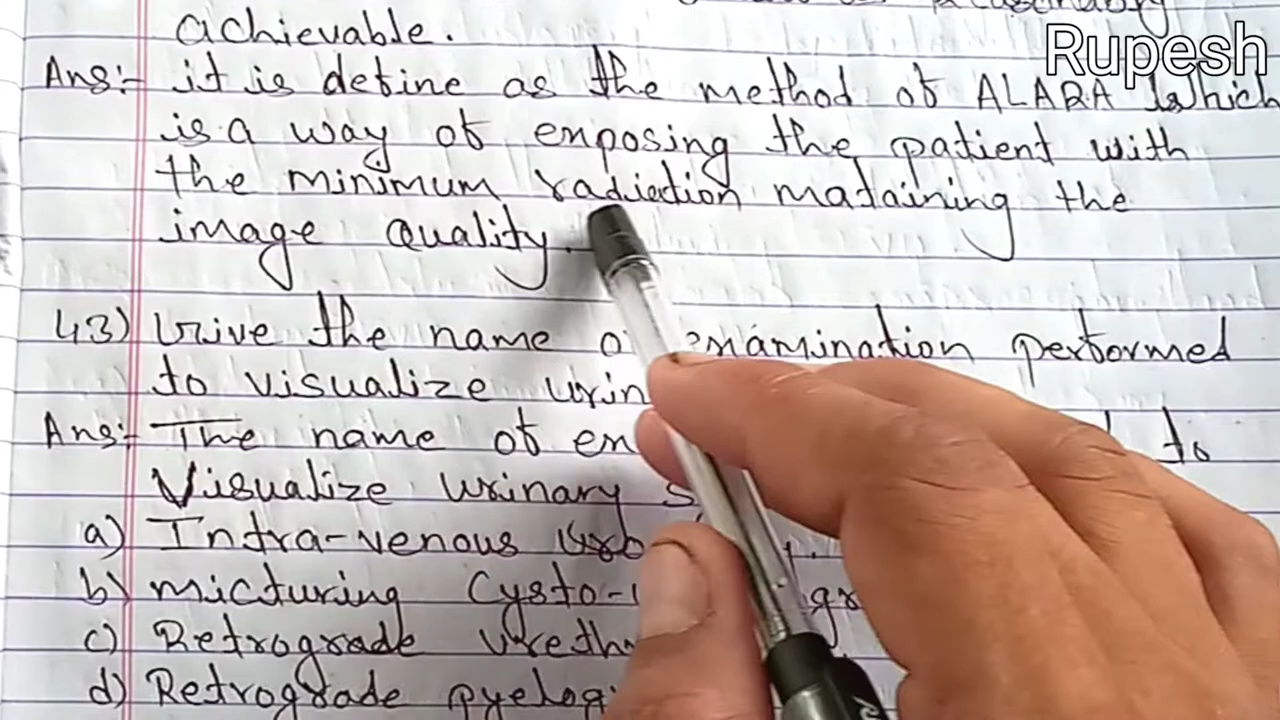 Rupesh
achievable.
Ans:- it is define as the method of ALARA which
is a way of exposing the patient with
the minimum radiation mataining the
image quality.
43) Give the name examination performed
to visualize
Ans:- The name of to
Visualize urinary
a) Intra-venous
b) micturing Cysto-
c) Retrograde
d) Retrograde